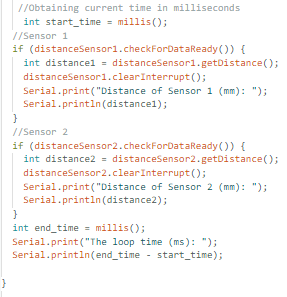 //Obtaining current time in milliseconds
int start_time = millis();
//Sensor 1
if (distanceSensor1.checkForDataReady()) {
int distance1 = distanceSensor1.getDistance();
distanceSensor1.clearInterrupt();
Serial.print("Distance of Sensor 1 (mm): ");
Serial.println(distance1);
}
//Sensor 2
if (distanceSensor2.checkForDataReady()) {
int distance2 = distanceSensor2.getDistance();
distanceSensor2.clearInterrupt();
Serial.print("Distance of Sensor 2 (mm): ");
Serial.println(distance2);
}
int end_time = millis();
Serial.print("The loop time (ms): ");
Serial.println(end_time - start_time);
}